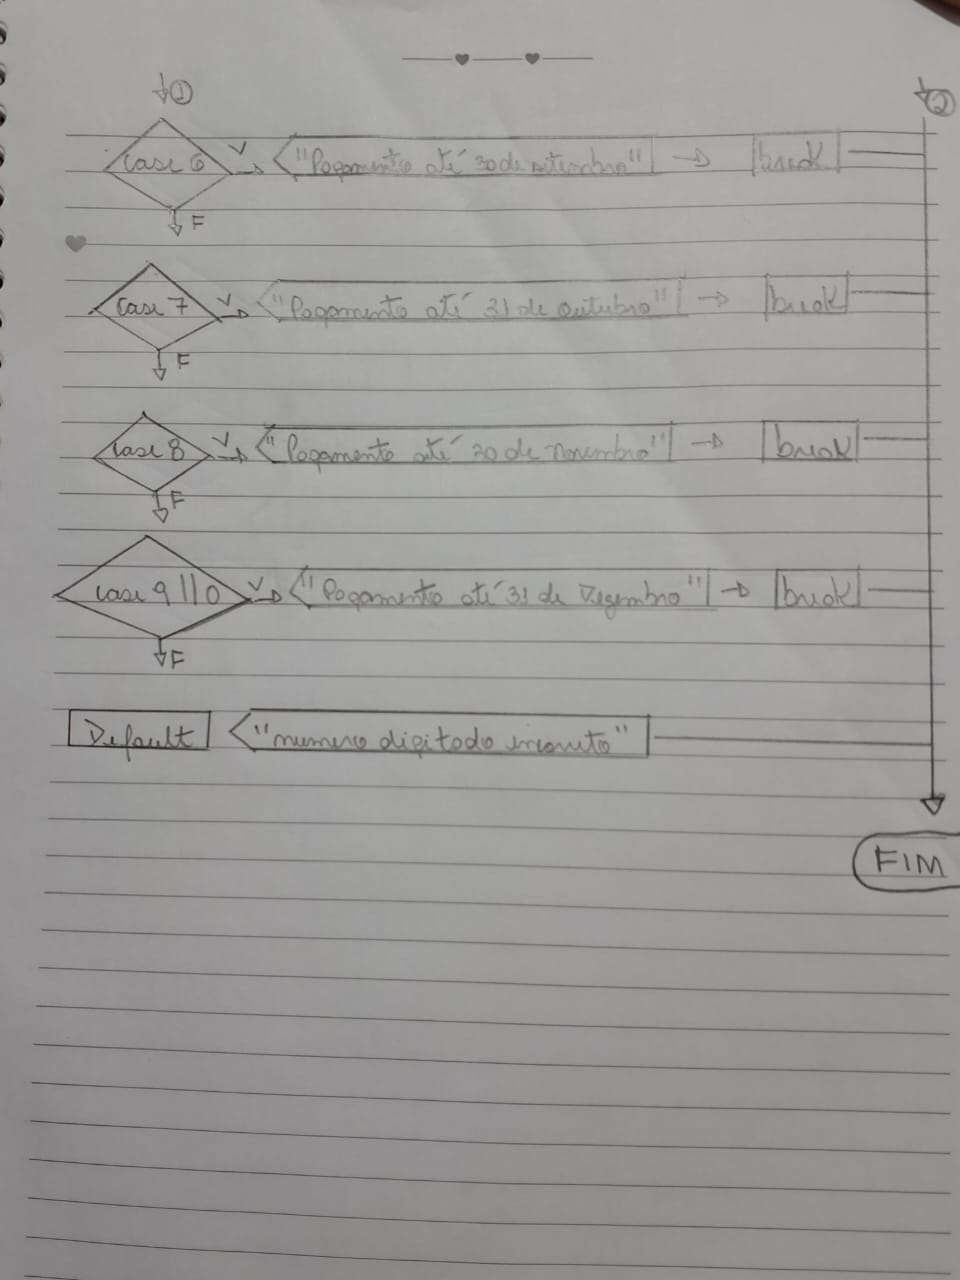 ↓①
↓②
case 6 V "Pagamento até 30 de setembro" break
F
case 7 V "Pagamento até 31 de Outubro" break
F
case 8 V "Pagamento até 30 de Novembro" break
F
case 9 || 0 V "Pagamento até 31 de Dezembro" break
F
Default "numero digitado incorreto"
FIM